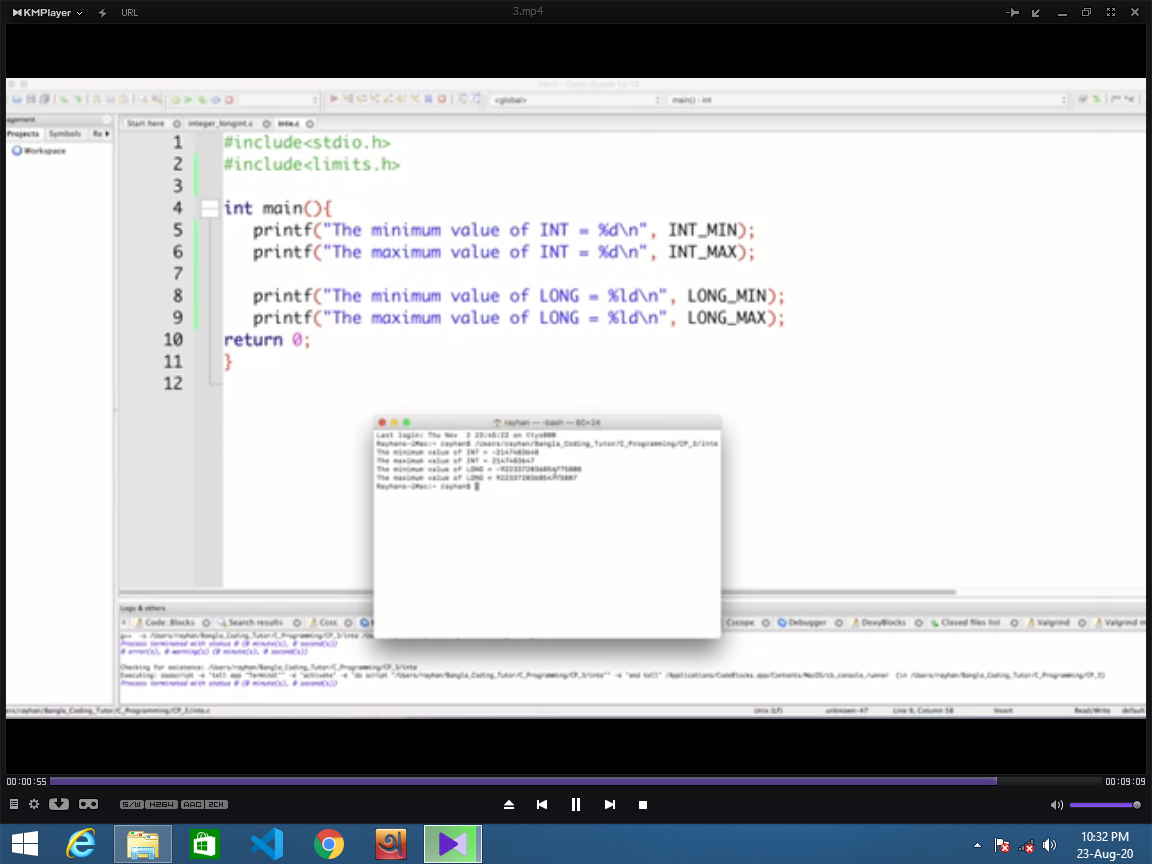 KMPlayer URL 3.mp4
<global> main() : int
Start here integer_longint.c inte.c
Projects Symbols Re
Workspace
1 #include<stdio.h>
2 #include<limits.h>
3
4 int main(){
5 printf("The minimum value of INT = %d\n", INT_MIN);
6 printf("The maximum value of INT = %d\n", INT_MAX);
7
8 printf("The minimum value of LONG = %ld\n", LONG_MIN);
9 printf("The maximum value of LONG = %ld\n", LONG_MAX);
10 return 0;
11 }
12
rayhan — -bash — 80×24
Last login: Thu Nov 2 23:45:22 on ttys000
Rayhans-iMac:~ rayhan$ /Users/rayhan/Bangla_Coding_Tutor/C_Programming/CP_3/inte
The minimum value of INT = -2147483648
The maximum value of INT = 2147483647
The minimum value of LONG = -9223372036854775808
The maximum value of LONG = 9223372036854775807
Rayhans-iMac:~ rayhan$
Logs & others
Code::Blocks Search results Cccc Cscope Debugger DoxyBlocks Closed files list Valgrind Valgrind m
g++ -o /Users/rayhan/Bangla_Coding_Tutor/C_Programming/CP_3/inte
Process terminated with status 0 (0 minute(s), 0 second(s))
0 error(s), 0 warning(s) (0 minute(s), 0 second(s))
Checking for existence: /Users/rayhan/Bangla_Coding_Tutor/C_Programming/CP_3/inte
Executing: osascript -e 'tell app "Terminal"' -e 'activate' -e 'do script "/Users/rayhan/Bangla_Coding_Tutor/C_Programming/CP_3/inte"' -e 'end tell' /Applications/CodeBlocks.app/Contents/MacOS/cb_console_runner (in /Users/rayhan/Bangla_Coding_Tutor/C_Programming/CP_3)
Process terminated with status 0 (0 minute(s), 0 second(s))
ers/rayhan/Bangla_Coding_Tutor/C_Programming/CP_3/inte.c Unix (LF) unknown-47 Line 9, Column 58 Insert Read/Write default
00:00:55 00:09:09
S/W H264 AAC 2CH
10:32 PM
23-Aug-20